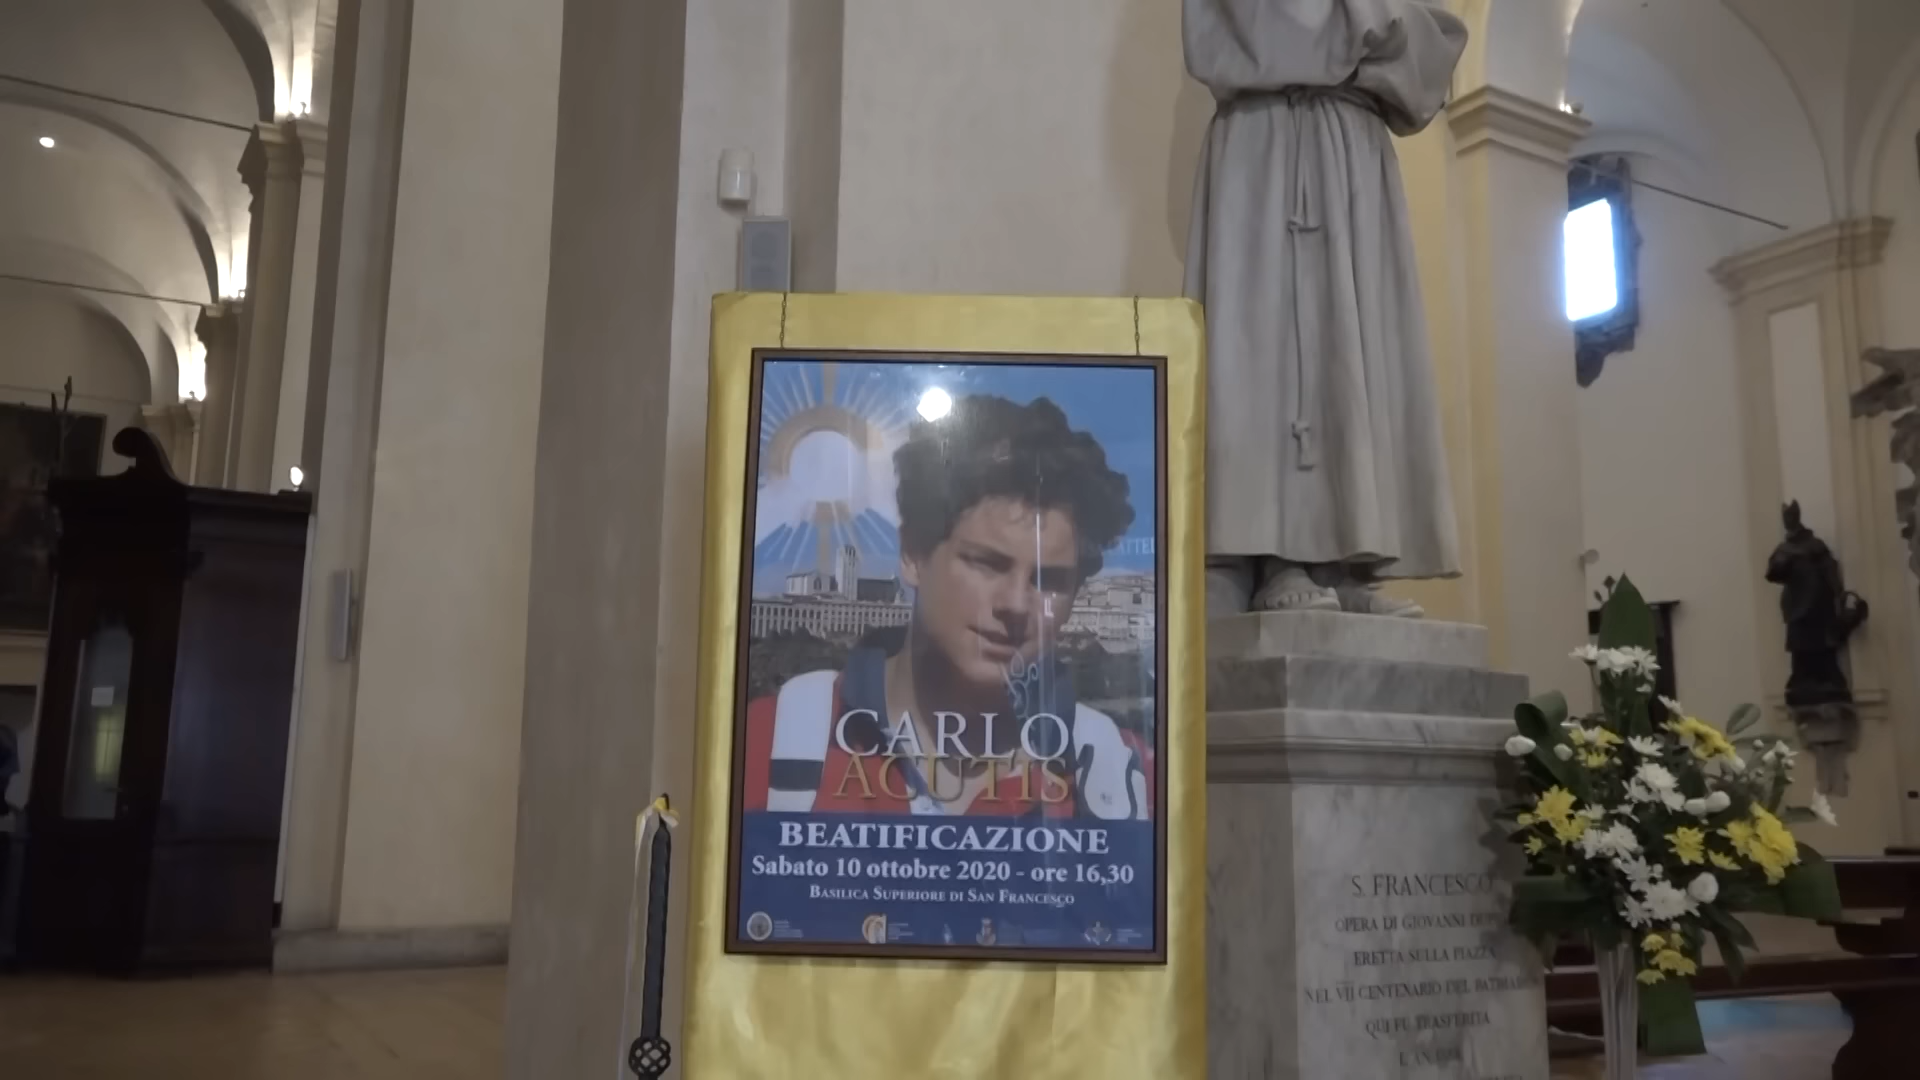 CARLO
ACUTIS
BEATIFICAZIONE
Sabato 10 ottobre 2020 - ore 16,30
BASILICA SUPERIORE DI SAN FRANCESCO
S. FRANCESCO
OPERA DI GIOVANNI
ERETTA SULLA PIAZZA
NEL VII CENTENARIO DEL
QUI FU TRASFERITA